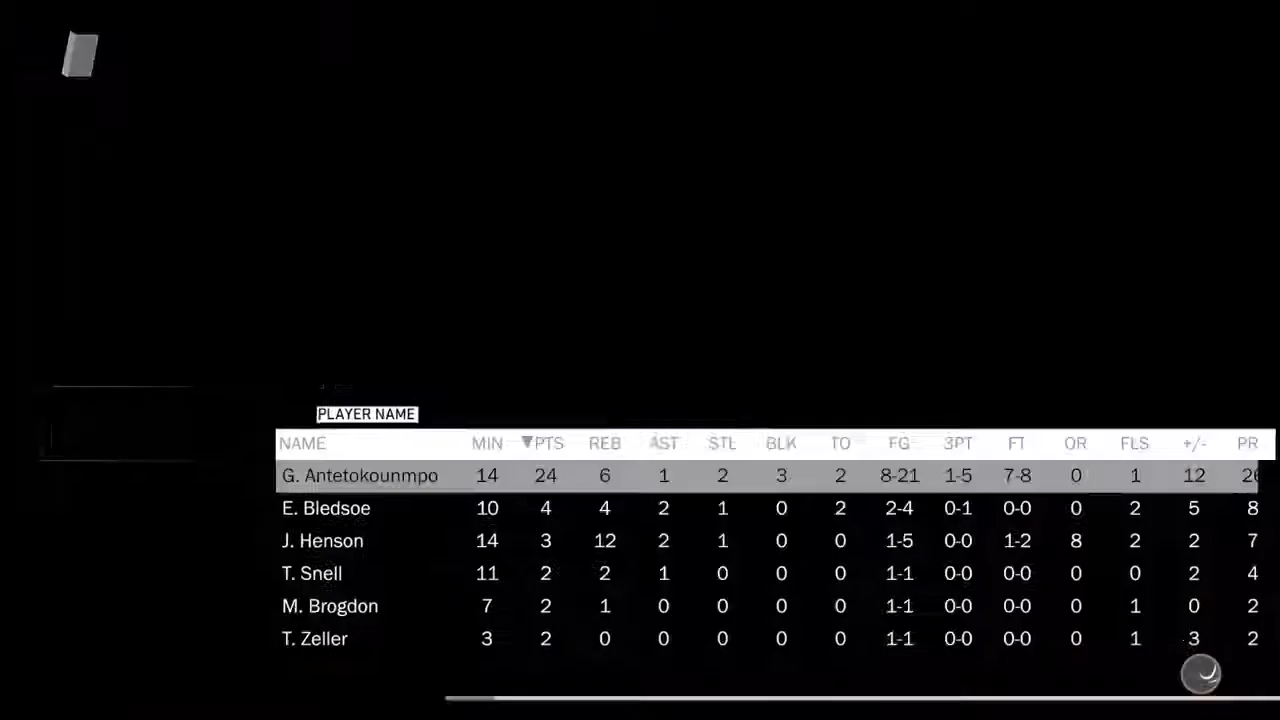 PLAYER NAME
NAME MIN ▼PTS REB AST STL BLK TO FG 3PT FT OR FLS +/- PR
G. Antetokounmpo 14 24 6 1 2 3 2 8-21 1-5 7-8 0 1 12 26
E. Bledsoe 10 4 4 2 1 0 2 2-4 0-1 0-0 0 2 5 8
J. Henson 14 3 12 2 1 0 0 1-5 0-0 1-2 8 2 2 7
T. Snell 11 2 2 1 0 0 0 1-1 0-0 0-0 0 0 2 4
M. Brogdon 7 2 1 0 0 0 0 1-1 0-0 0-0 0 1 0 2
T. Zeller 3 2 0 0 0 0 0 1-1 0-0 0-0 0 1 3 2